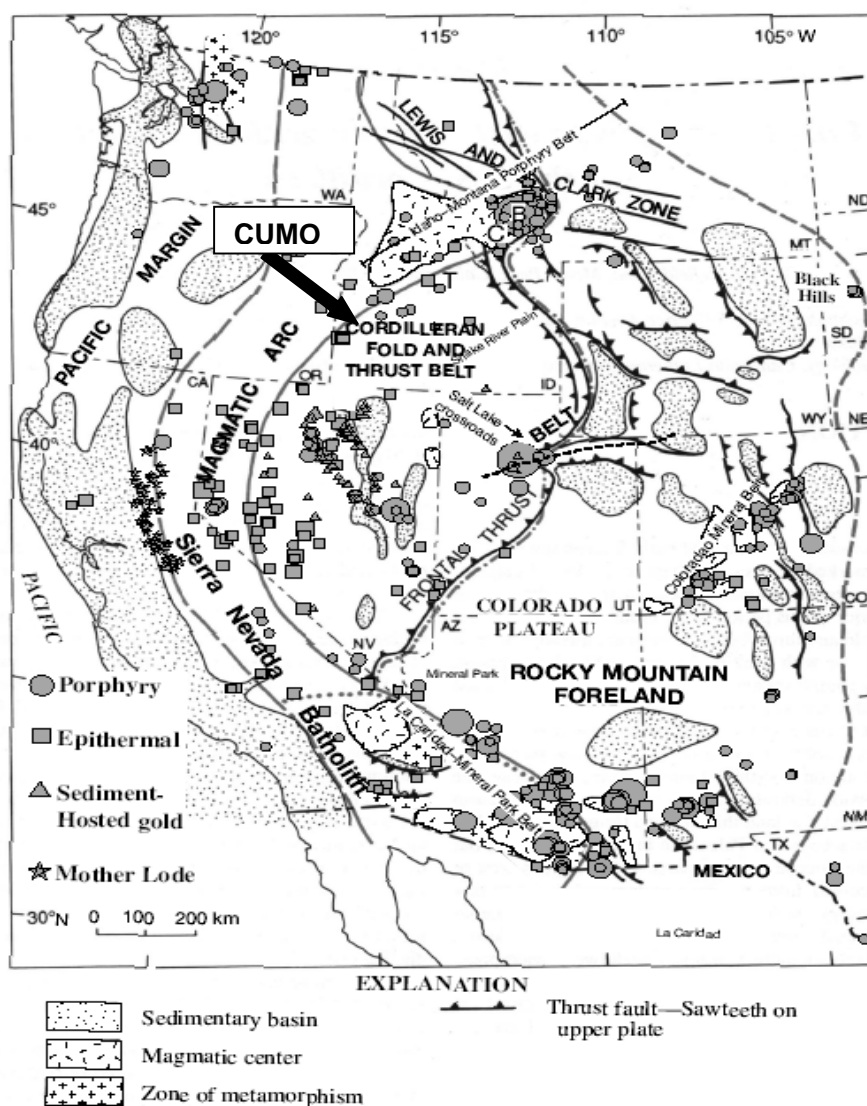 120°
115°
110°
105° W
LEWIS AND
CLARK ZONE
Idaho-Montana Porphyry Belt
WA
45°
ND
B
C
MT
CUMO
PACIFIC MARGIN
Black
Hills
T
SD
MAGMATIC ARC
CORDILLERAN
FOLD AND
THRUST BELT
Snake River Plain
CA
OR
ID
WY
NE
40°
Salt Lake
crossroads
FRONTAL THRUST BELT
Coloradao Mineral Belt
Sierra Nevada Batholith
PACIFIC
COLORADO
PLATEAU
UT
CO
AZ
NV
Mineral Park
ROCKY MOUNTAIN
FORELAND
Porphyry
La Caridad-Mineral Park Belt
Epithermal
Sediment-
Hosted gold
NM
TX
Mother Lode
MEXICO
30°N
0 100 200 km
La Caridad
EXPLANATION
Sedimentary basin
Magmatic center
Zone of metamorphism
Thrust fault—Sawteeth on
upper plate